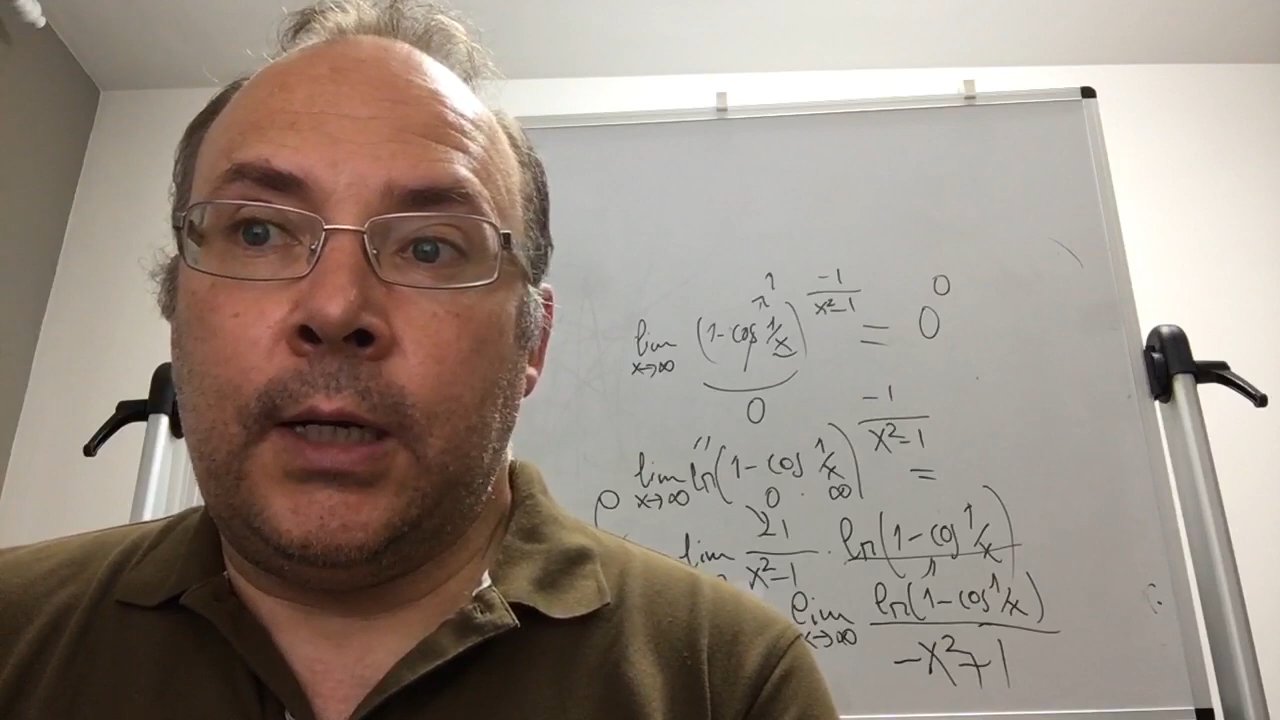 lim x→∞ (1-cos 1/x)^(-1/(x²-1)) = 0^0
0
lim x→∞ ln(1-cos 1/x)^(-1/(x²-1)) =
0 · ∞
lim -1/(x²-1) · ln(1-cos 1/x)
lim x→∞ ln(1-cos 1/x)/(-x²+1)